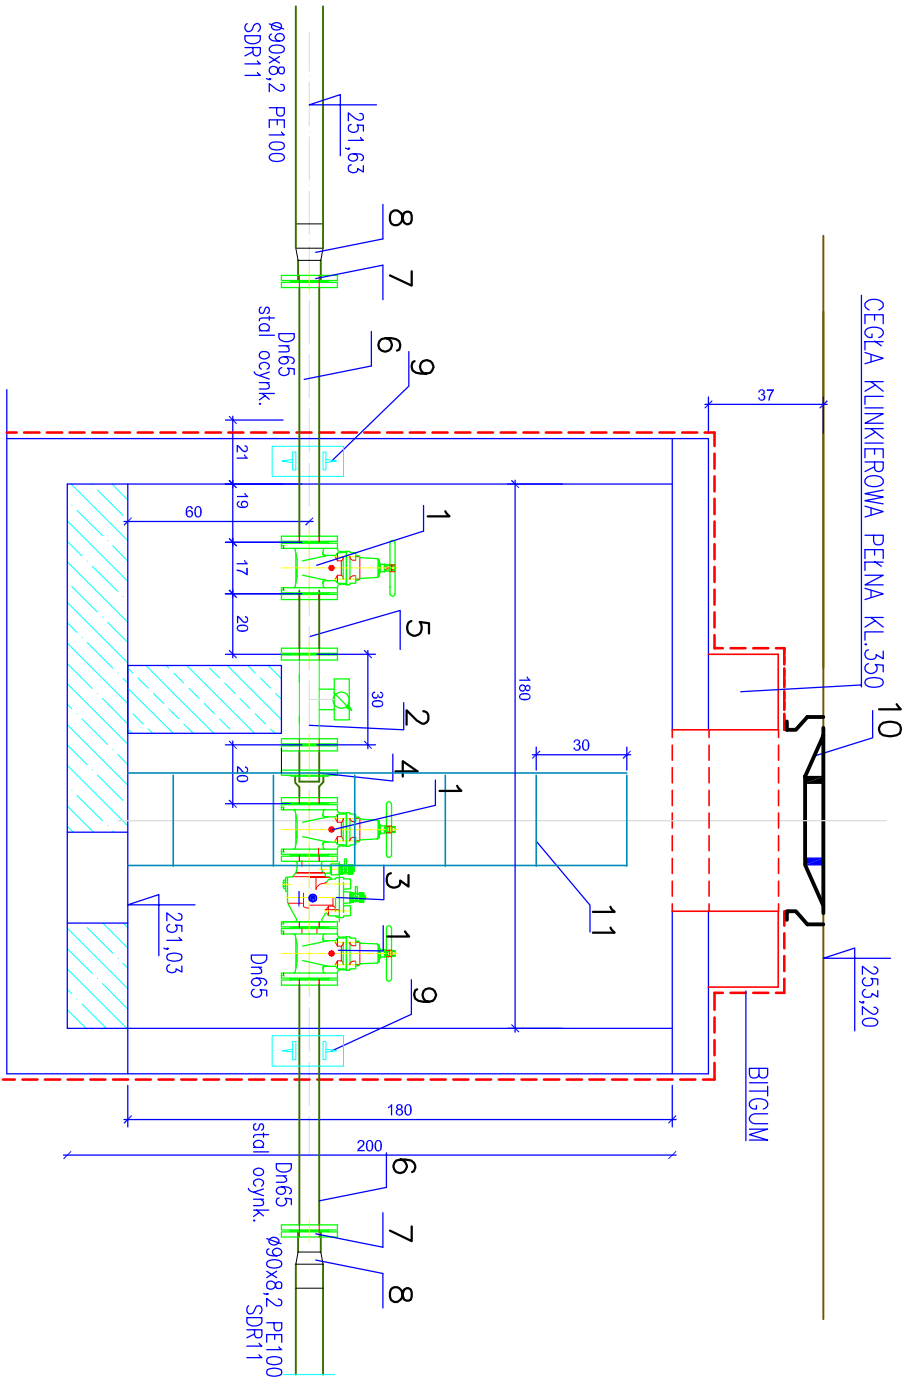 CEGŁA KLINKIEROWA PEŁNA KL.350
10
37
253,20
BITGUM
11
30
180
180
200
251,63
ø90x8,2 PE100
SDR11
8
7
6
9
Dn65
stal ocynk.
21
19
17
20
60
1
5
2
30
4
1
20
3
1
251,03
Dn65
9
6
7
8
Dn65
stal ocynk.
ø90x8,2 PE100
SDR11